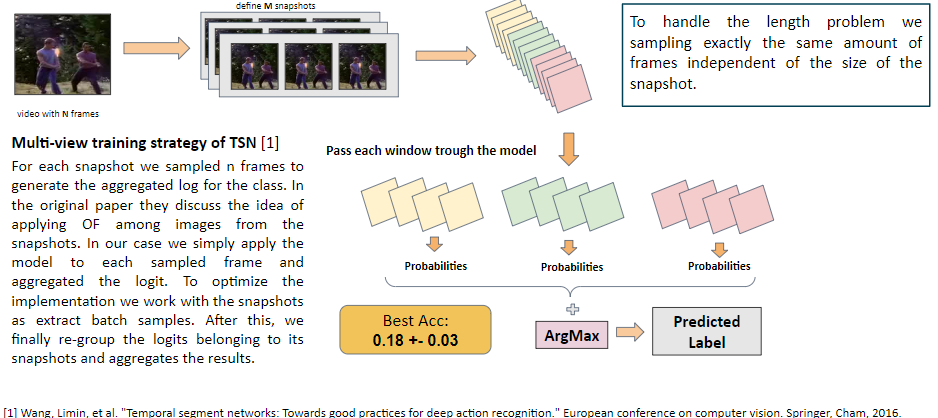 define M snapshots
video with N frames
To handle the length problem we
sampling exactly the same amount of
frames independent of the size of the
snapshot.
Multi-view training strategy of TSN [1]
For each snapshot we sampled n frames to
generate the aggregated log for the class. In
the original paper they discuss the idea of
applying OF among images from the
snapshots. In our case we simply apply the
model to each sampled frame and
aggregated the logit. To optimize the
implementation we work with the snapshots
as extract batch samples. After this, we
finally re-group the logits belonging to its
snapshots and aggregates the results.
Pass each window trough the model
Probabilities
Probabilities
Probabilities
Best Acc:
0.18 +- 0.03
ArgMax
Predicted
Label
[1] Wang, Limin, et al. "Temporal segment networks: Towards good practices for deep action recognition." European conference on computer vision. Springer, Cham, 2016.